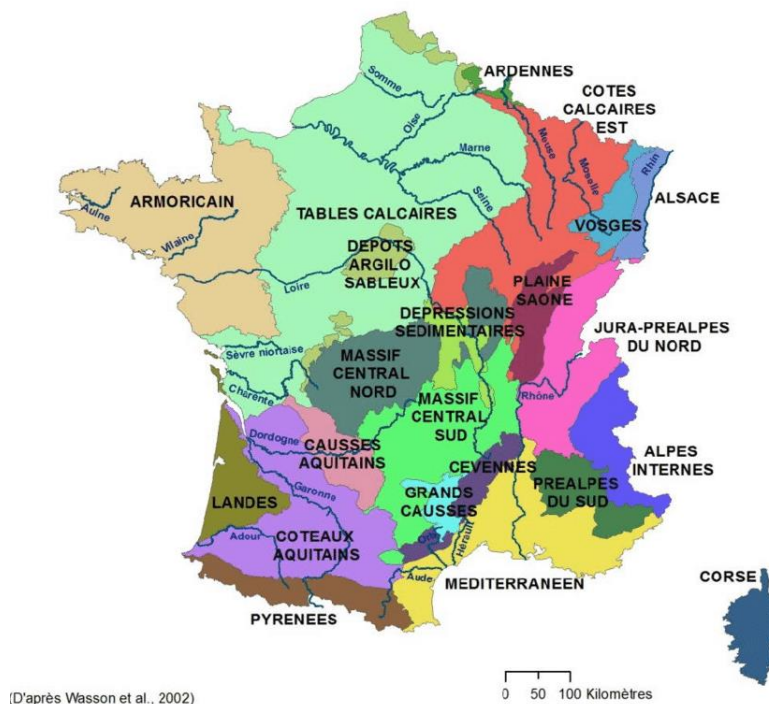 ARDENNES
COTES
CALCAIRES
EST
Somme
Oise
Meuse
Marne
Moselle
Rhin
Seine
ALSACE
VOSGES
ARMORICAIN
Aulne
Vilaine
TABLES CALCAIRES
DEPOTS
ARGILO
SABLEUX
Loire
PLAINE
SAONE
DEPRESSIONS
SEDIMENTAIRES
JURA-PREALPES
DU NORD
Sèvre niortaise
MASSIF
CENTRAL
NORD
Charente
Rhône
MASSIF
CENTRAL
SUD
Dordogne
CAUSSES
AQUITAINS
ALPES
INTERNES
CEVENNES
Garonne
GRANDS
CAUSSES
PREALPES
DU SUD
LANDES
Adour
COTEAUX
AQUITAINS
Orb
Hérault
Aude
MEDITERRANEEN
CORSE
PYRENEES
(D'après Wasson et al., 2002)
0 50 100 Kilomètres